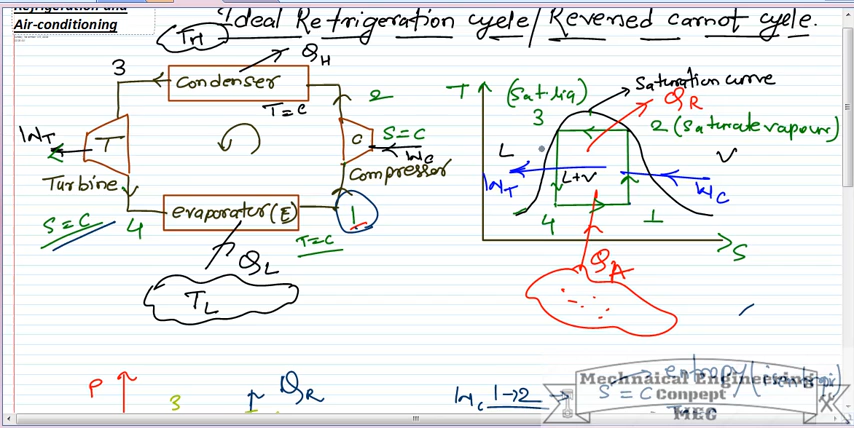 Refrigeration and
Air-conditioning
Ideal Refrigeration cycle/Reversed carnot cycle.
TH
QH
3
condenser
T=C
2
WT
T
C
S=C
WC
Turbine
Compressor
S=C
4
evaporator(E)
1
T=C
QL
TL
T
(Sat liq)
Saturation curve
QR
3
2 (Saturate vapour)
L
V
WT
L+V
WC
4
1
S
QA
P
3
QR
WC 1→2
S=C
entropy
Mechnaical Engineering
Conpept
MEC